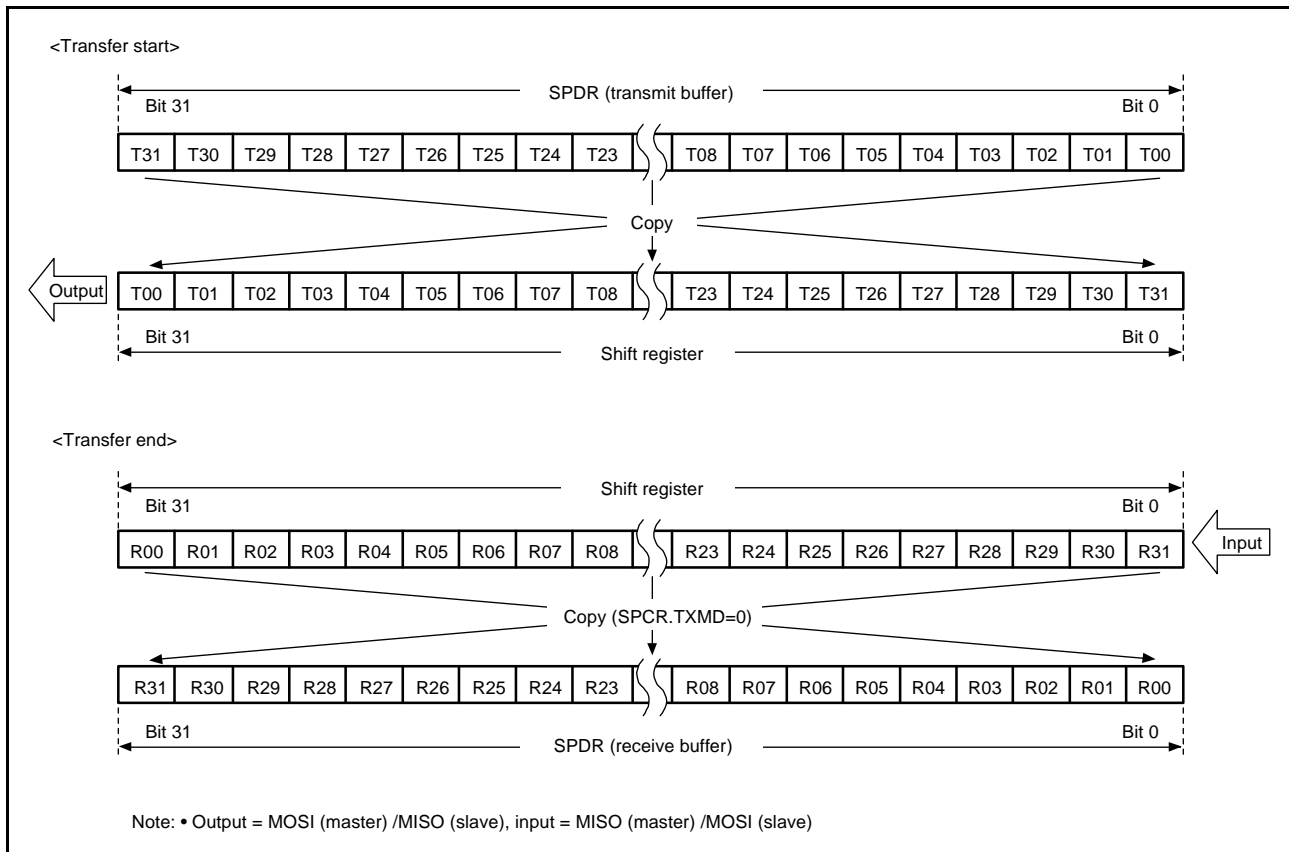 <Transfer start>
SPDR (transmit buffer)
Bit 31 Bit 0
T31 T30 T29 T28 T27 T26 T25 T24 T23 T08 T07 T06 T05 T04 T03 T02 T01 T00
Copy
Output
T00 T01 T02 T03 T04 T05 T06 T07 T08 T23 T24 T25 T26 T27 T28 T29 T30 T31
Bit 31 Bit 0
Shift register
<Transfer end>
Shift register
Bit 31 Bit 0
R00 R01 R02 R03 R04 R05 R06 R07 R08 R23 R24 R25 R26 R27 R28 R29 R30 R31
Input
Copy (SPCR.TXMD=0)
R31 R30 R29 R28 R27 R26 R25 R24 R23 R08 R07 R06 R05 R04 R03 R02 R01 R00
Bit 31 Bit 0
SPDR (receive buffer)
Note: • Output = MOSI (master) /MISO (slave), input = MISO (master) /MOSI (slave)